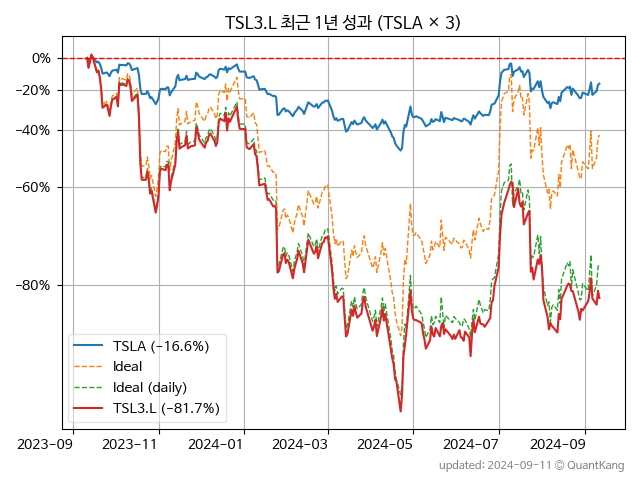 TSL3.L 최근 1년 성과 (TSLA × 3)
0%
−20%
−40%
−60%
−80%
TSLA (−16.6%)
Ideal
Ideal (daily)
TSL3.L (−81.7%)
2023-09
2023-11
2024-01
2024-03
2024-05
2024-07
2024-09
updated: 2024-09-11 © QuantKang